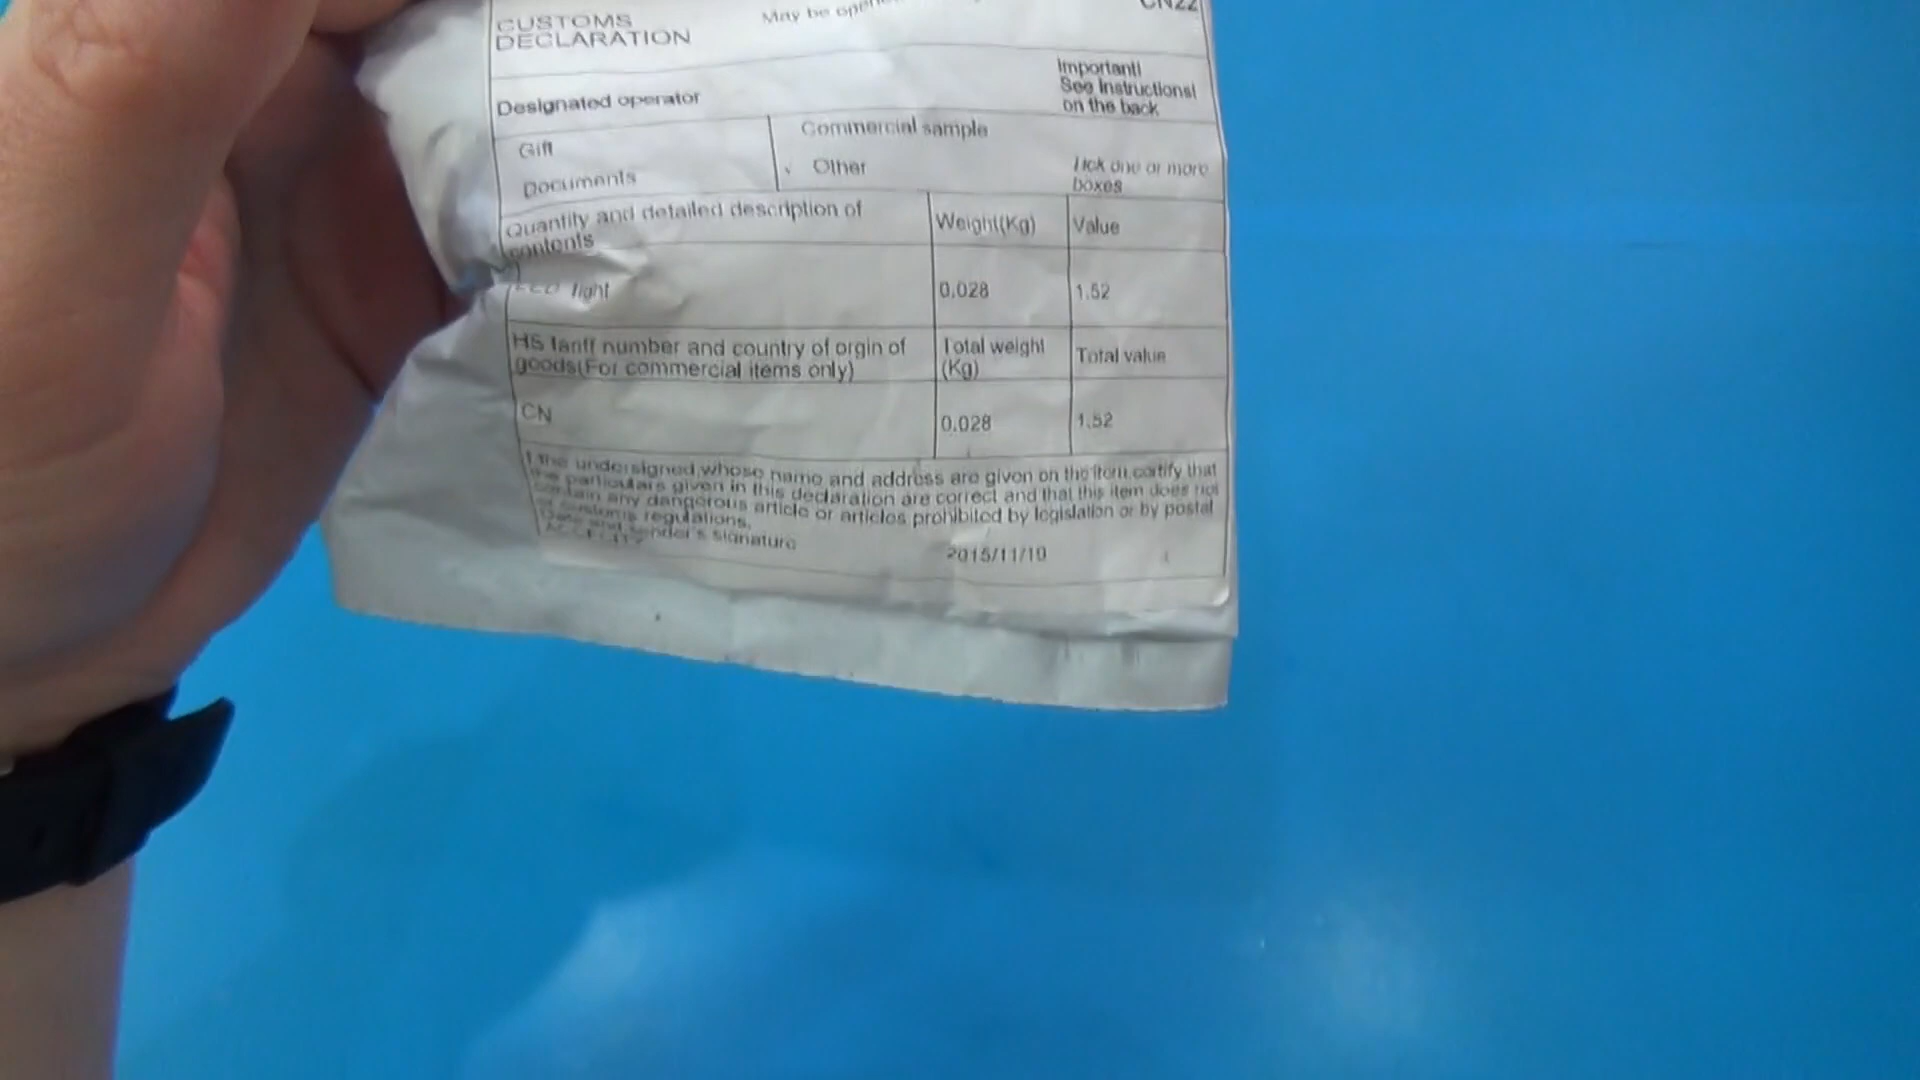 CUSTOMS
DECLARATION
May be
CN22
Designated operator
Important!
See Instructions!
on the back
Gift
Commercial sample
Documents
Other
Tick one or more
boxes
Quantity and detailed description of
contents
Weight(Kg)
Value
light
0.028
1.52
HS tariff number and country of orgin of
goods(For commercial items only)
Total weight
(Kg)
Total value
CN
0.028
1.52
I the undersigned,whose name and address are given on the item,certify that
the particulars given in this declaration are correct and that this item does not
contain any dangerous article or articles prohibited by legislation or by postal
or customs regulations.
Date and sender's signature
2015/11/10